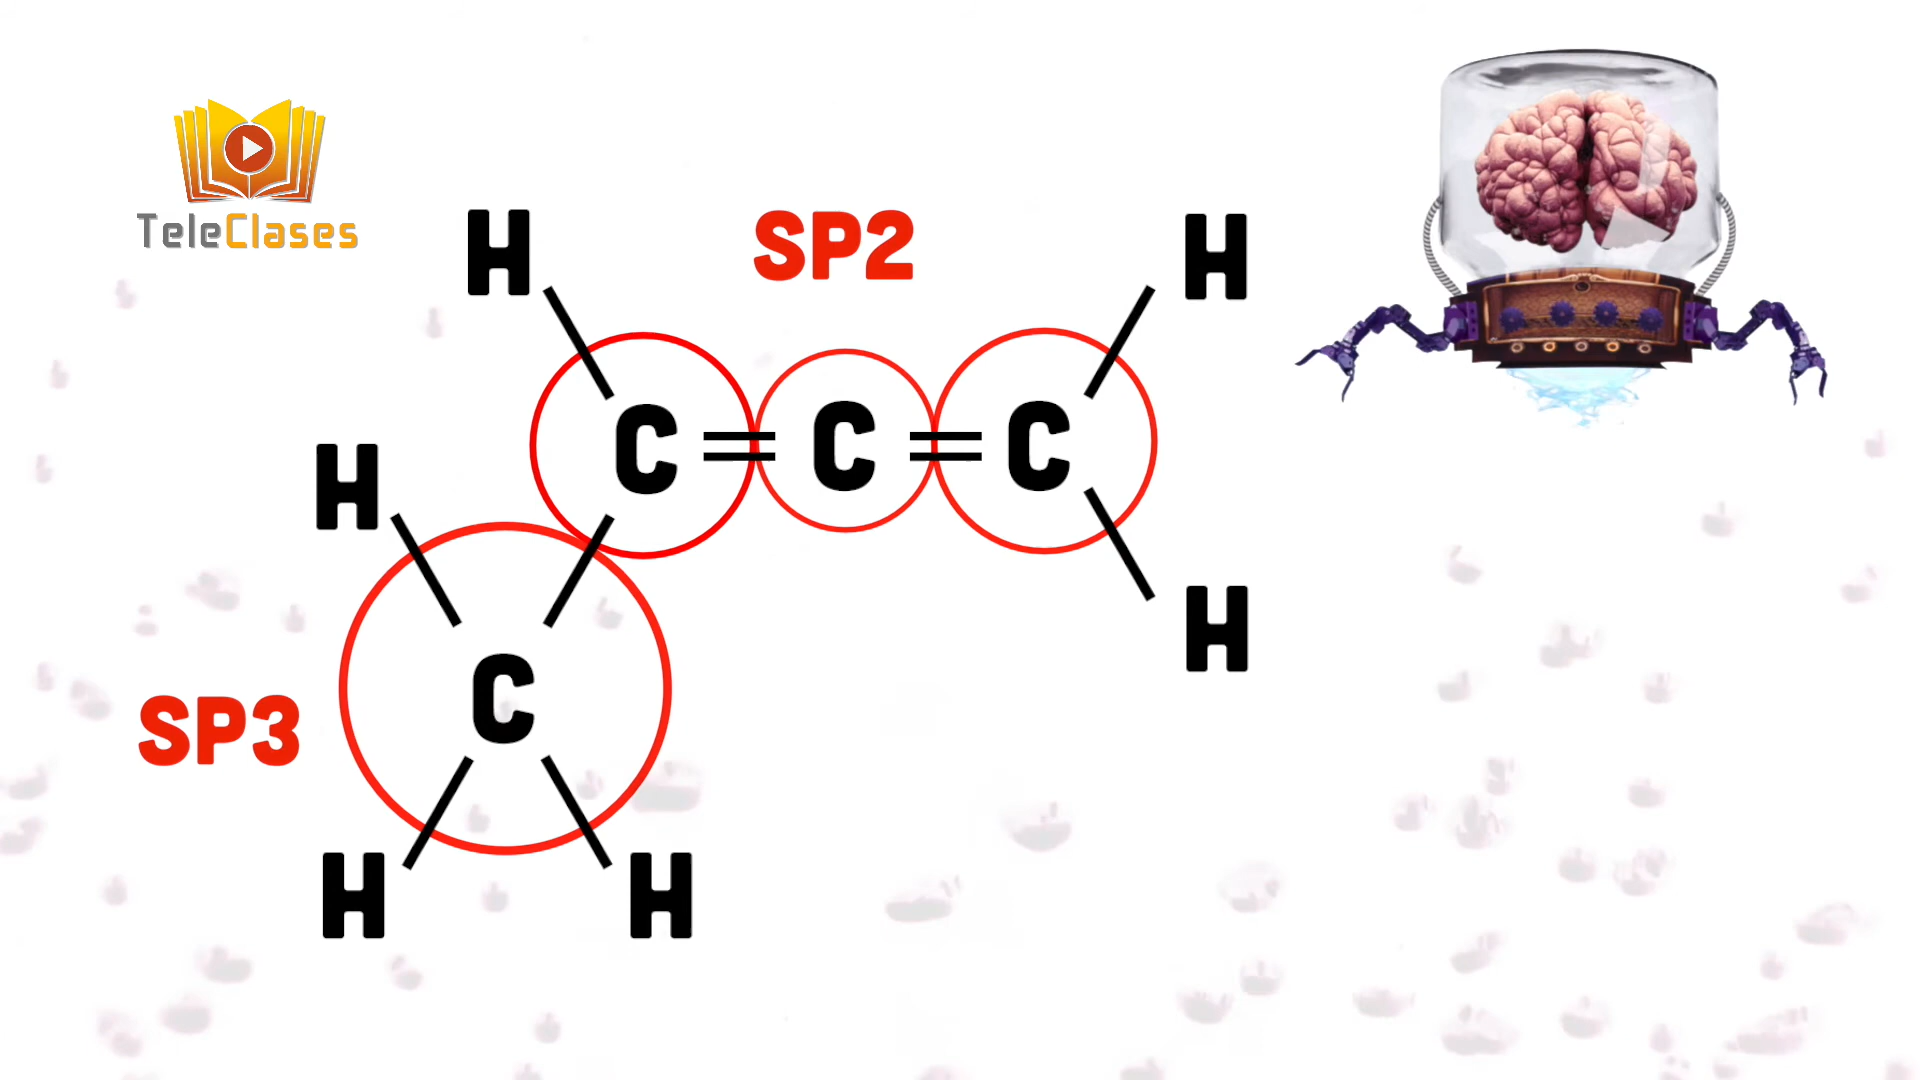 TeleClases
H
SP2
H
C = C = C
H
H
C
SP3
H
H